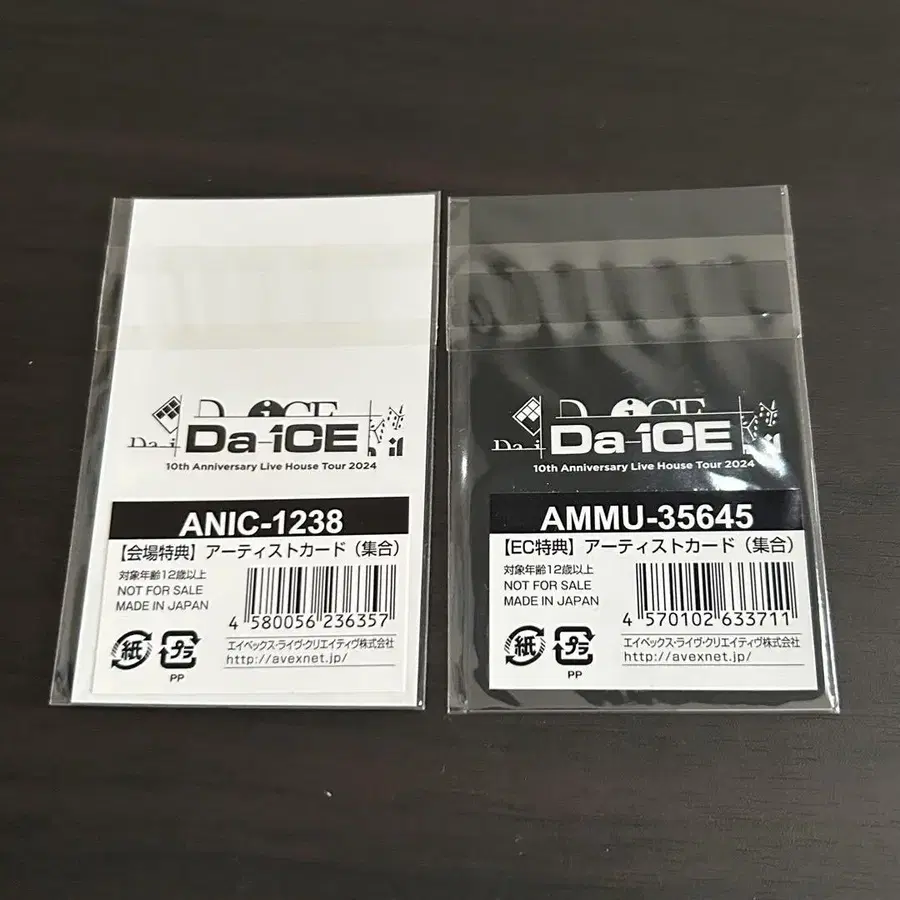 Da-iCE
10th Anniversary Live House Tour 2024
ANIC-1238
【会場特典】アーティストカード（集合）
対象年齢12歳以上
NOT FOR SALE
MADE IN JAPAN
4 580056 236357
紙
プラ
PP
エイベックス・ライヴ・クリエイティヴ株式会社
http://avexnet.jp/
Da-iCE
10th Anniversary Live House Tour 2024
AMMU-35645
【EC特典】アーティストカード（集合）
対象年齢12歳以上
NOT FOR SALE
MADE IN JAPAN
4 570102 633711
紙
プラ
PP
エイベックス・ライヴ・クリエイティヴ株式会社
http://avexnet.jp/